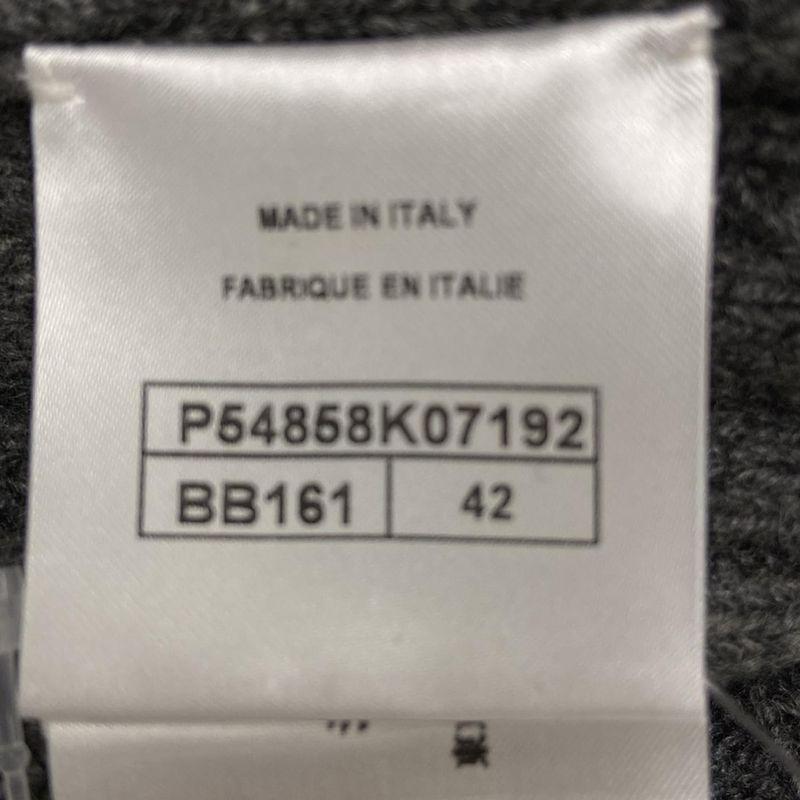 MADE IN ITALY
FABRIQUE EN ITALIE
P54858K07192
BB161 42